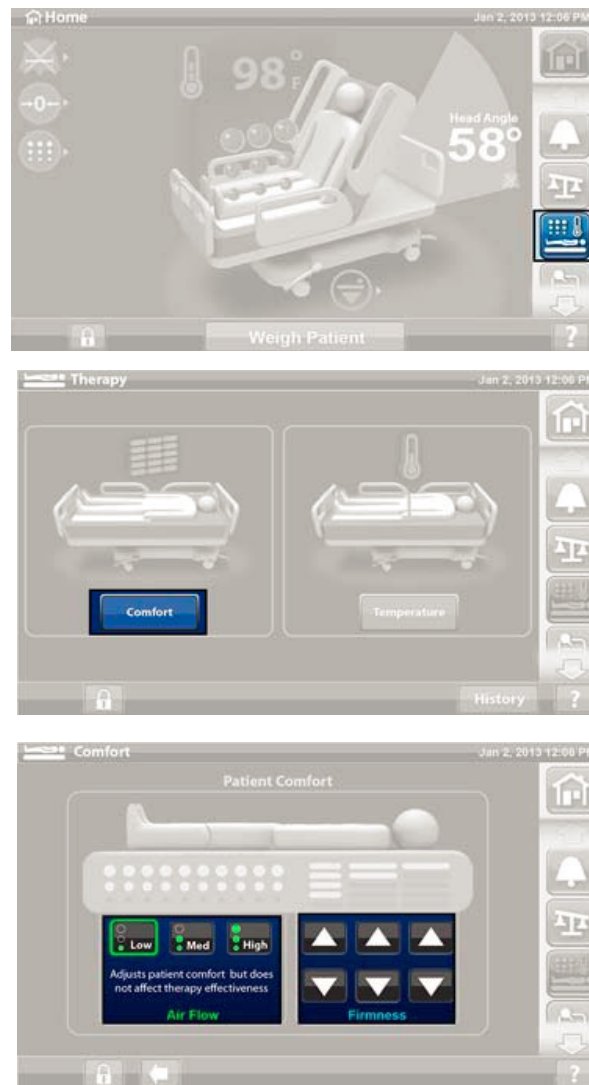 Home
Jan 2, 2013 12:06 PM
98°
F
Head Angle
58°
→0←
Weigh Patient
?
Therapy
Jan 2, 2013 12:06 PM
Comfort
Temperature
History
?
Comfort
Jan 2, 2013 12:06 PM
Patient Comfort
Low
Med
High
Adjusts patient comfort but does
not affect therapy effectiveness
Air Flow
Firmness
?